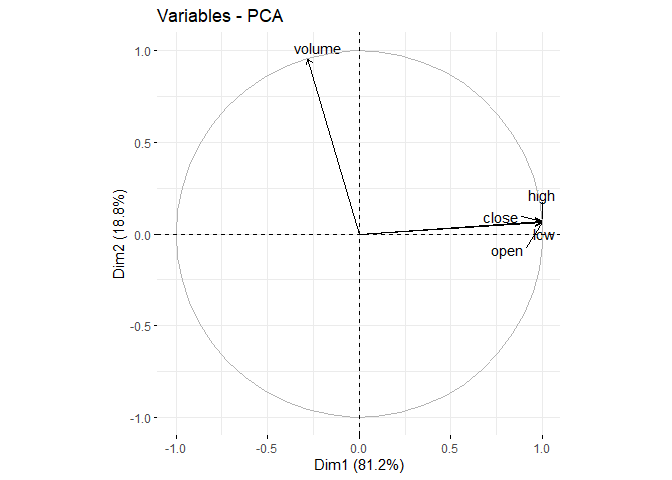 Variables - PCA
volume
high
close
low
open
Dim2 (18.8%)
1.0
0.5
0.0
-0.5
-1.0
-1.0
-0.5
0.0
0.5
1.0
Dim1 (81.2%)